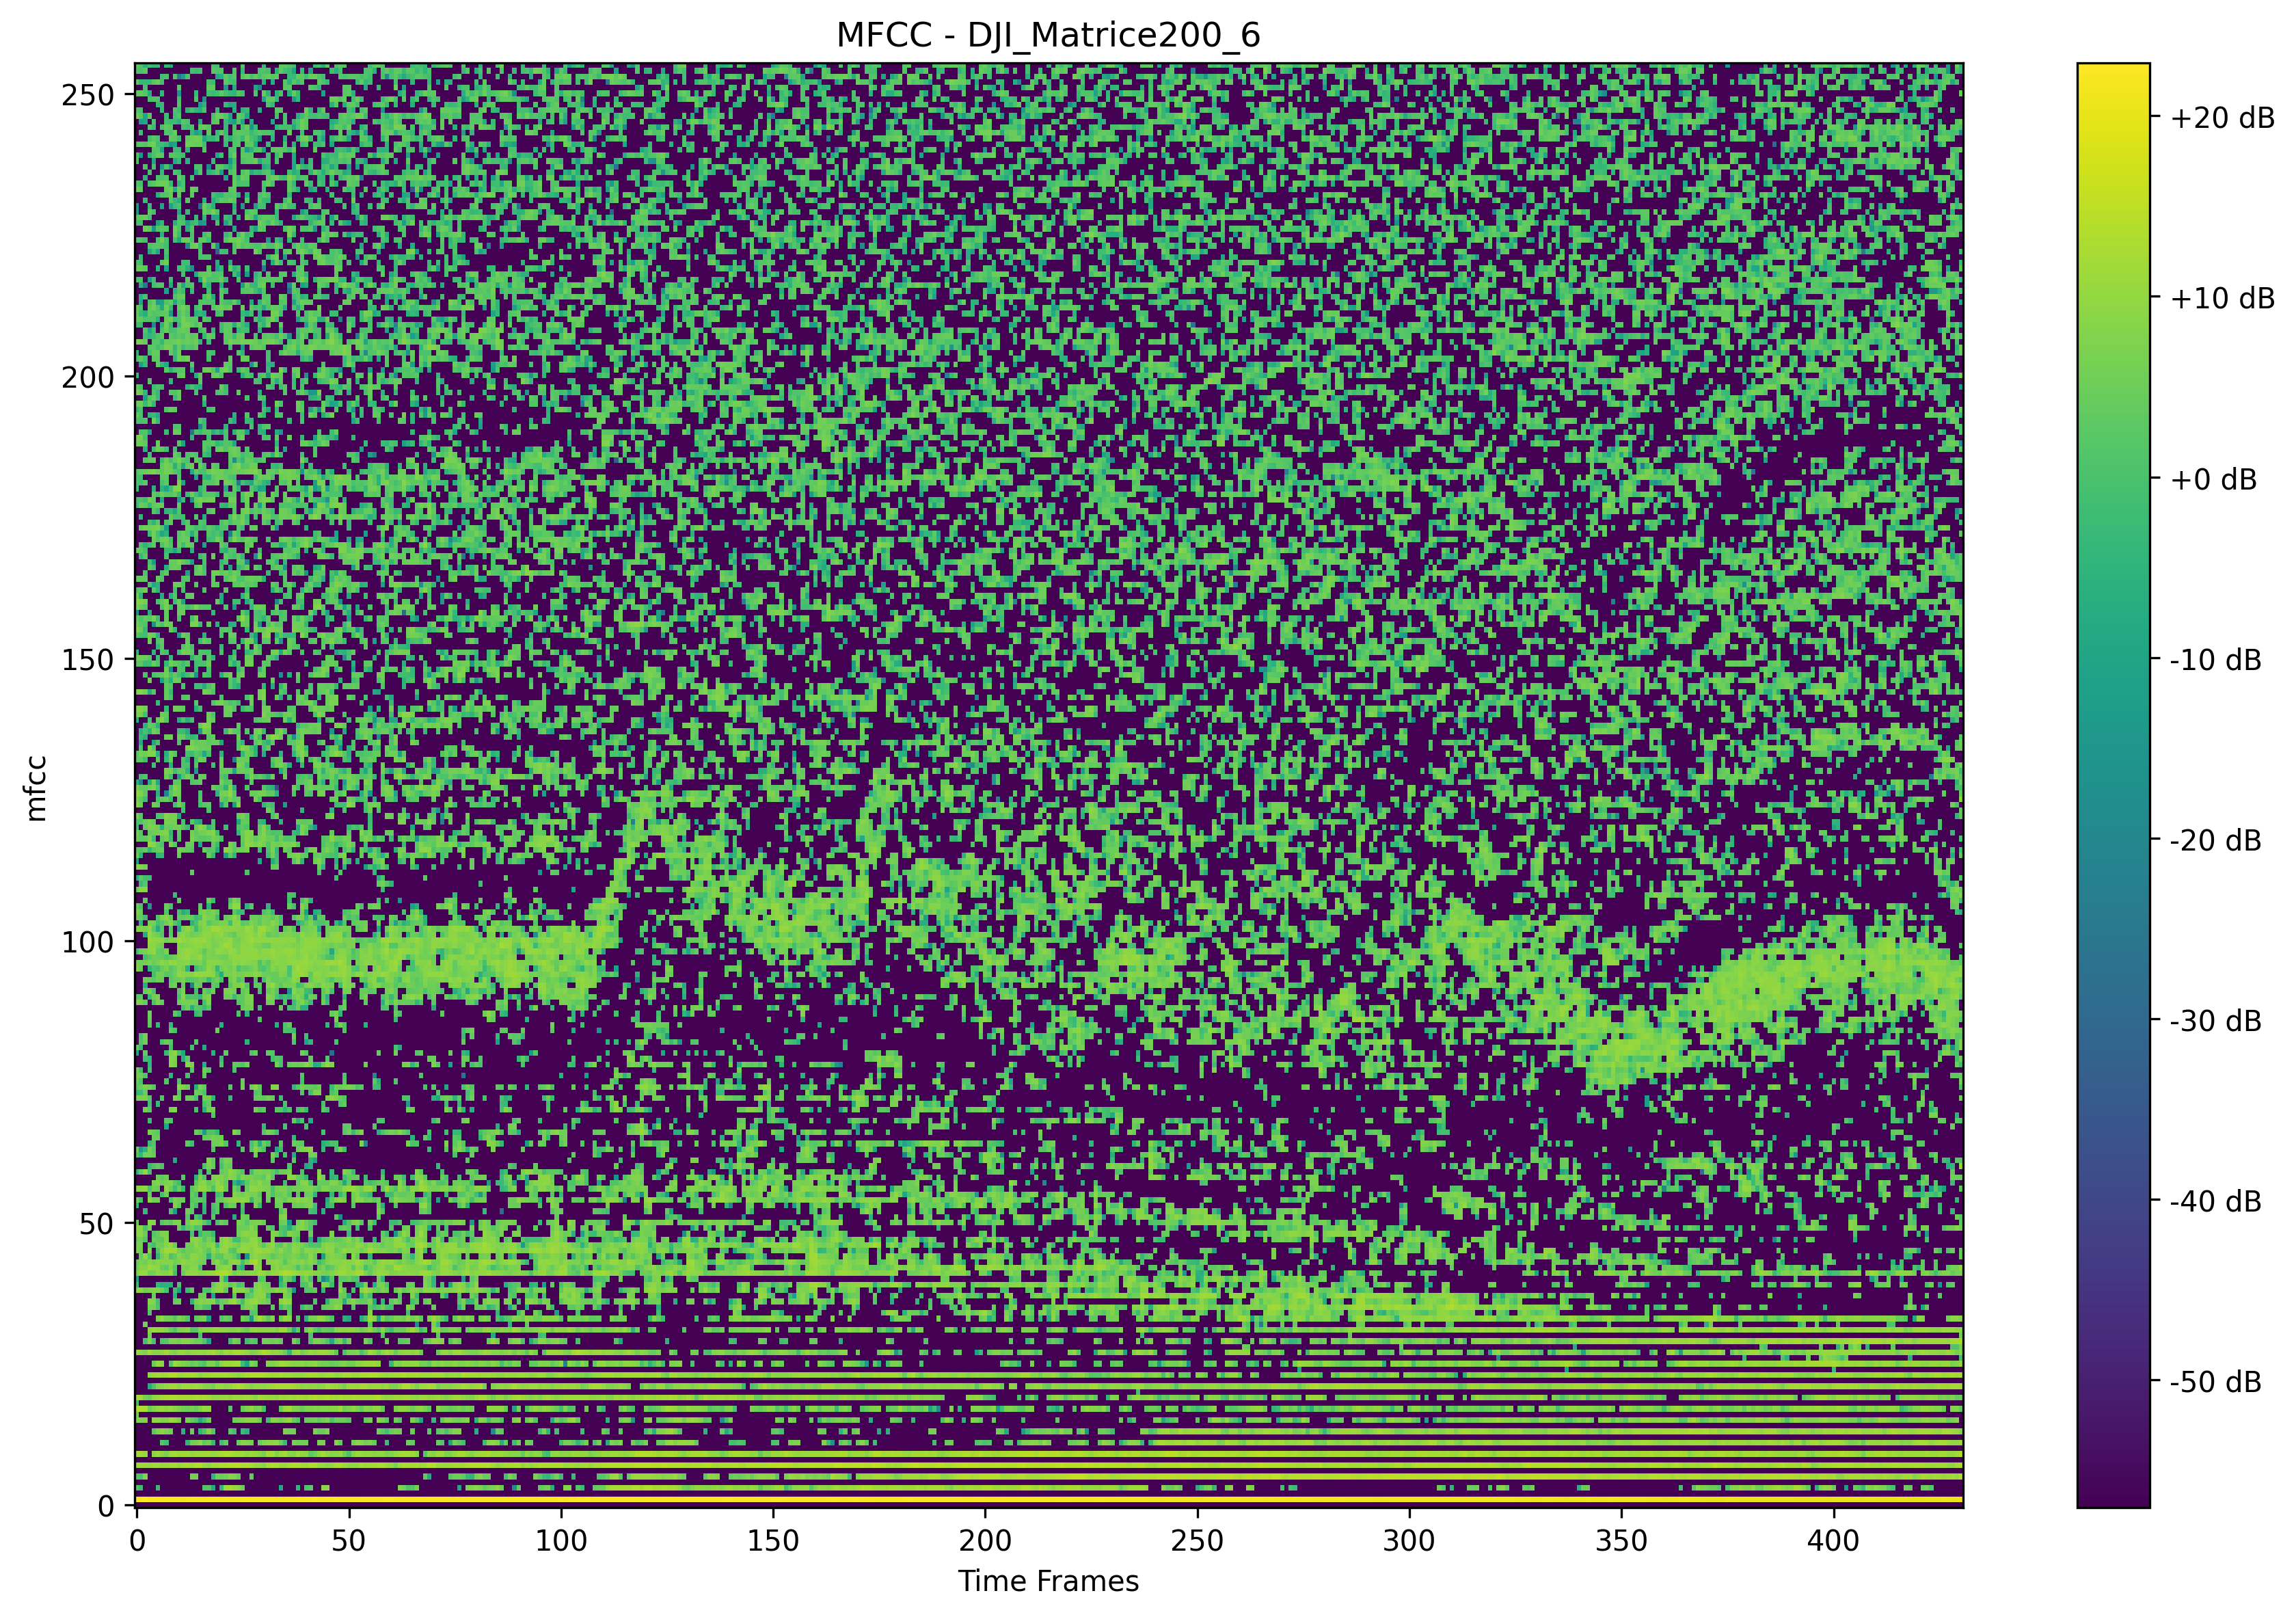 MFCC - DJI_Matrice200_6
250
200
150
100
50
0
mfcc
0
50
100
150
200
250
300
350
400
Time Frames
+20 dB
+10 dB
+0 dB
-10 dB
-20 dB
-30 dB
-40 dB
-50 dB